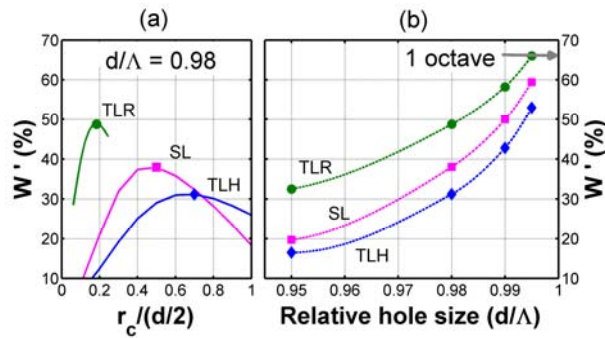 (a)
(b)
70
60
50
40
30
20
10
W ' (%)
d/Λ = 0.98
TLR
SL
TLH
0
0.2
0.4
0.6
0.8
1
r_c/(d/2)
1 octave
TLR
SL
TLH
0.95
0.96
0.97
0.98
0.99
1
Relative hole size (d/Λ)
70
60
50
40
30
20
10
W ' (%)